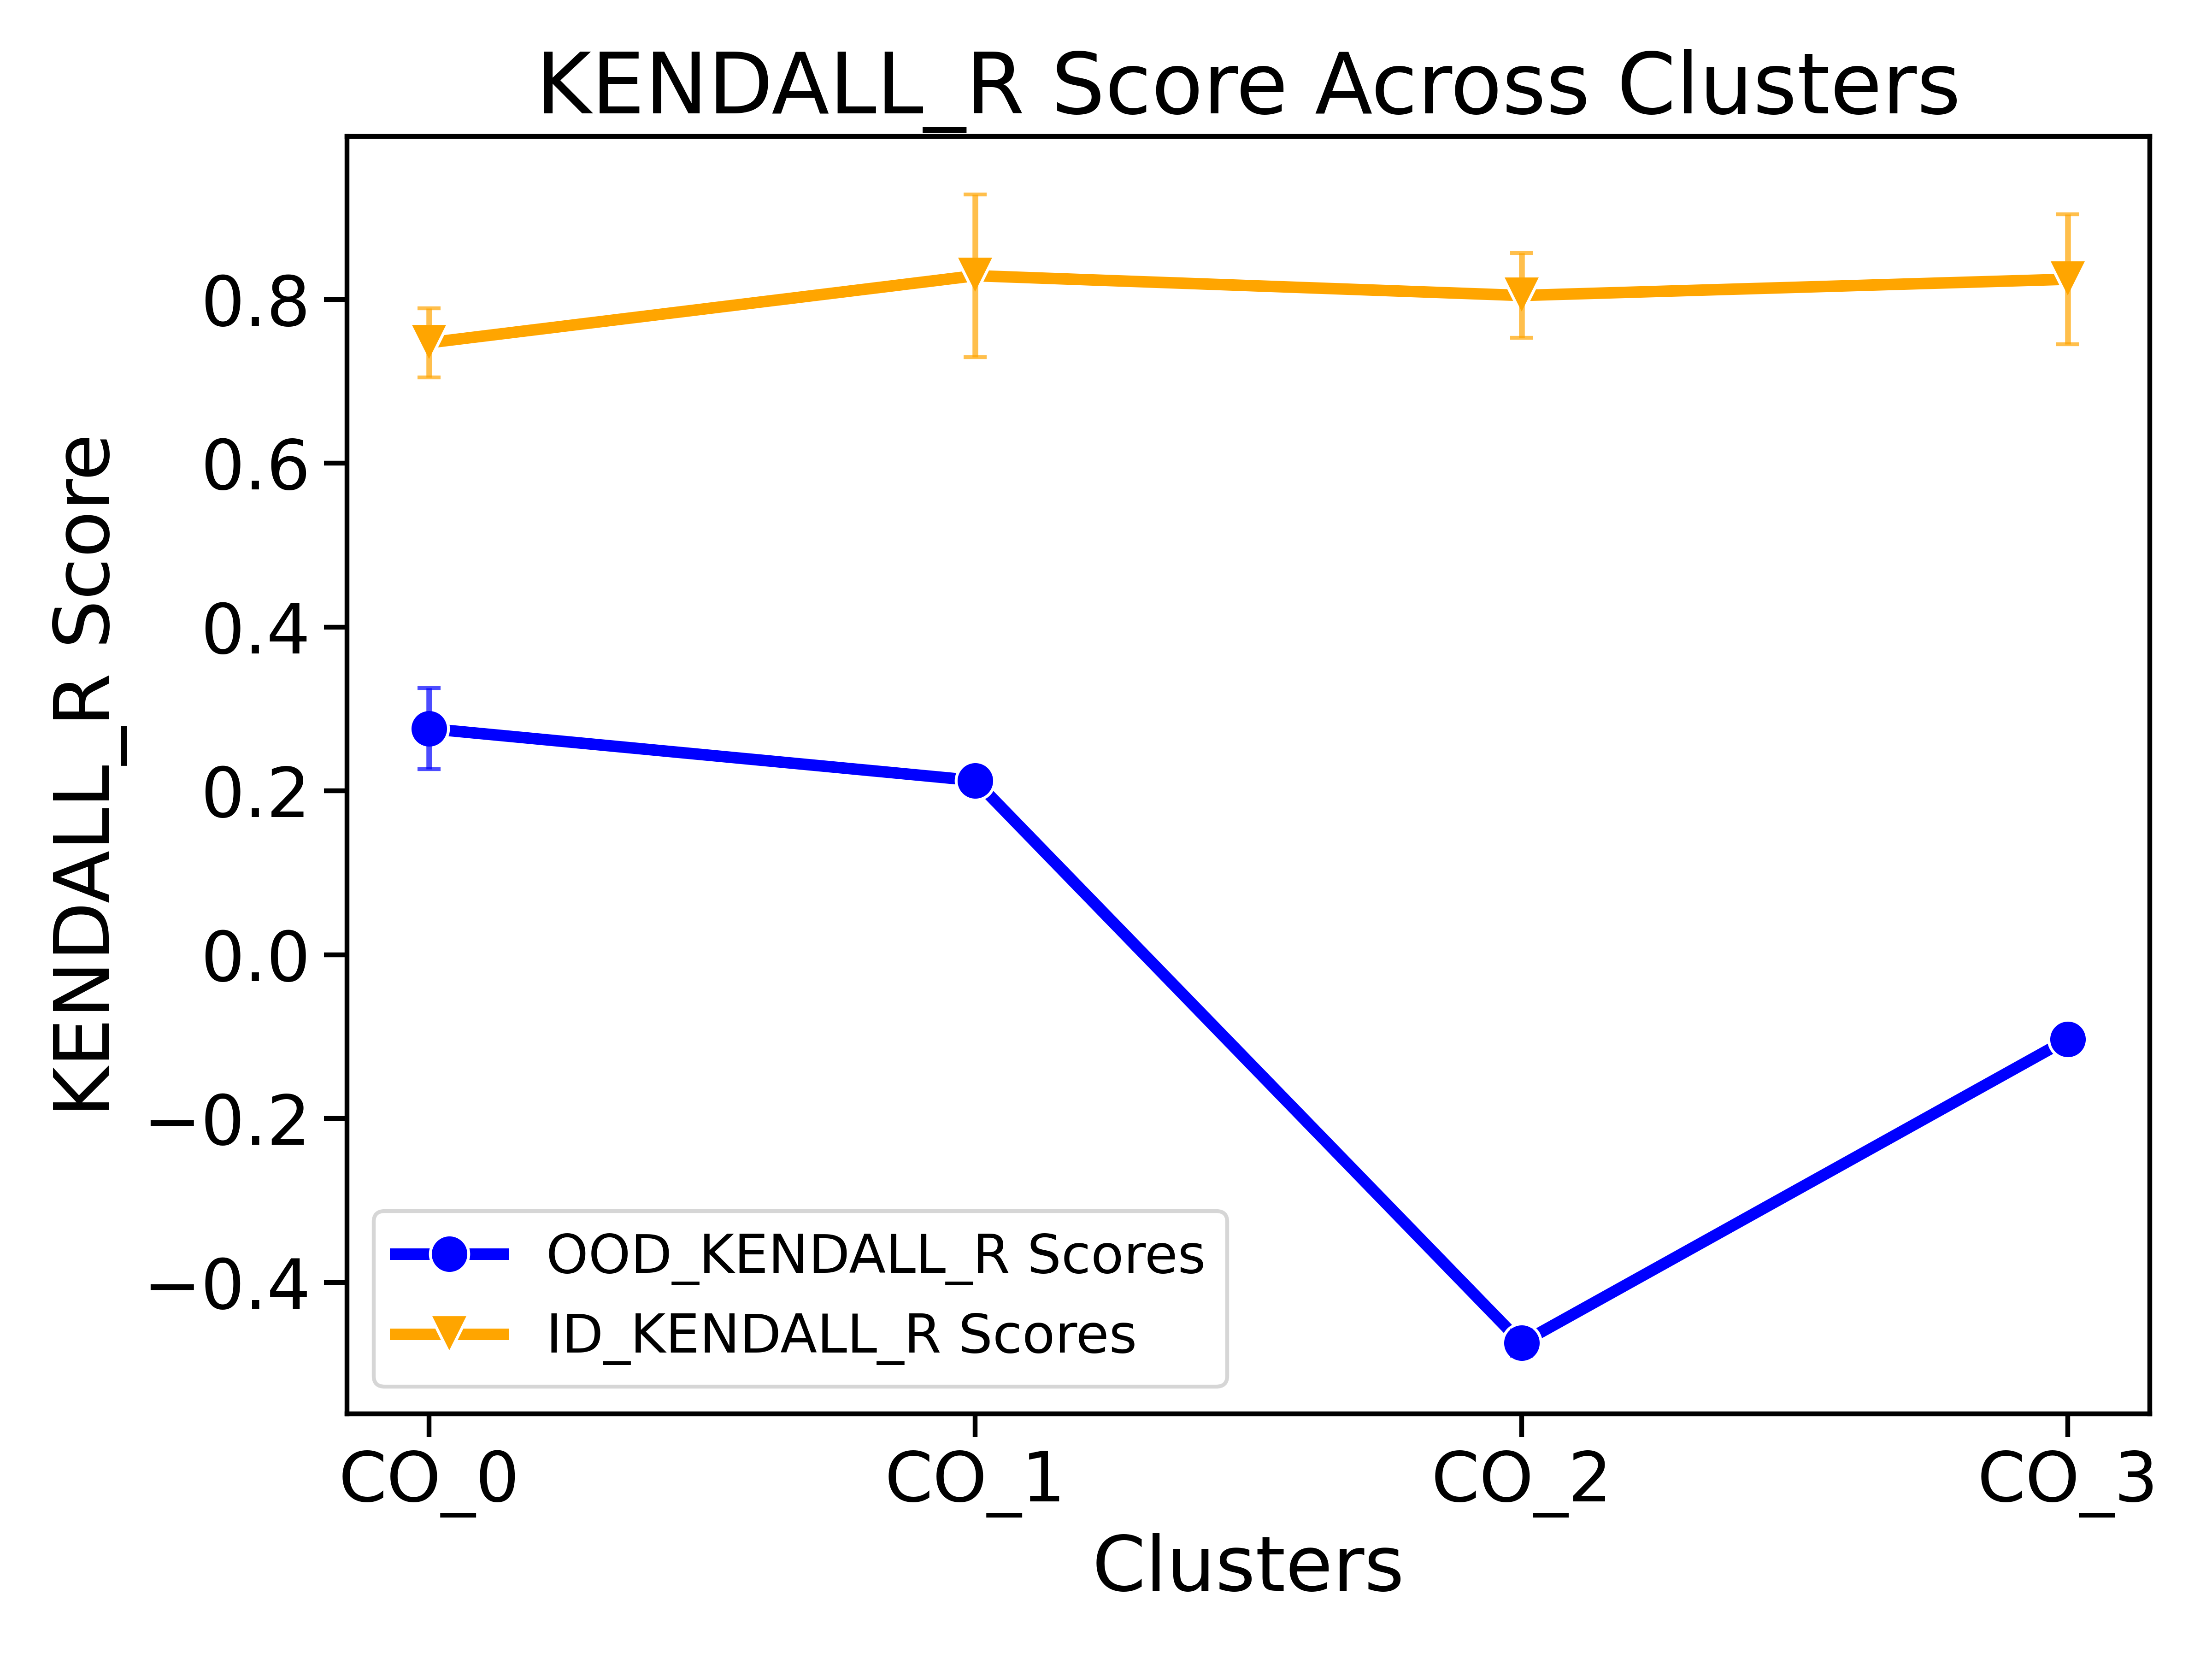 KENDALL_R Score Across Clusters
KENDALL_R Score
0.8
0.6
0.4
0.2
0.0
−0.2
−0.4
OOD_KENDALL_R Scores
ID_KENDALL_R Scores
CO_0 CO_1 CO_2 CO_3
Clusters